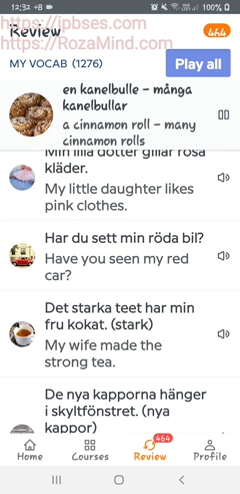 12:32 +B
100%
https://jpbses.com
Review
464
https://RozaMind.com
MY VOCAB (1276)
Play all
en kanelbulle – många
kanelbullar
a cinnamon roll – many
cinnamon rolls
Min lilla dotter gillar rosa
kläder.
My little daughter likes
pink clothes.
Har du sett min röda bil?
Have you seen my red
car?
Det starka teet har min
fru kokat. (stark)
My wife made the
strong tea.
De nya kapporna hänger
i skyltfönstret. (nya
kappor)
464
Home
Courses
Review
Profile